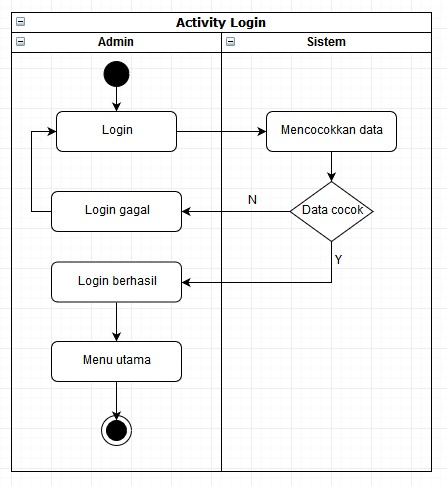 Activity Login
Admin
Sistem
Login
Mencocokkan data
Login gagal
N
Data cocok
Login berhasil
Y
Menu utama